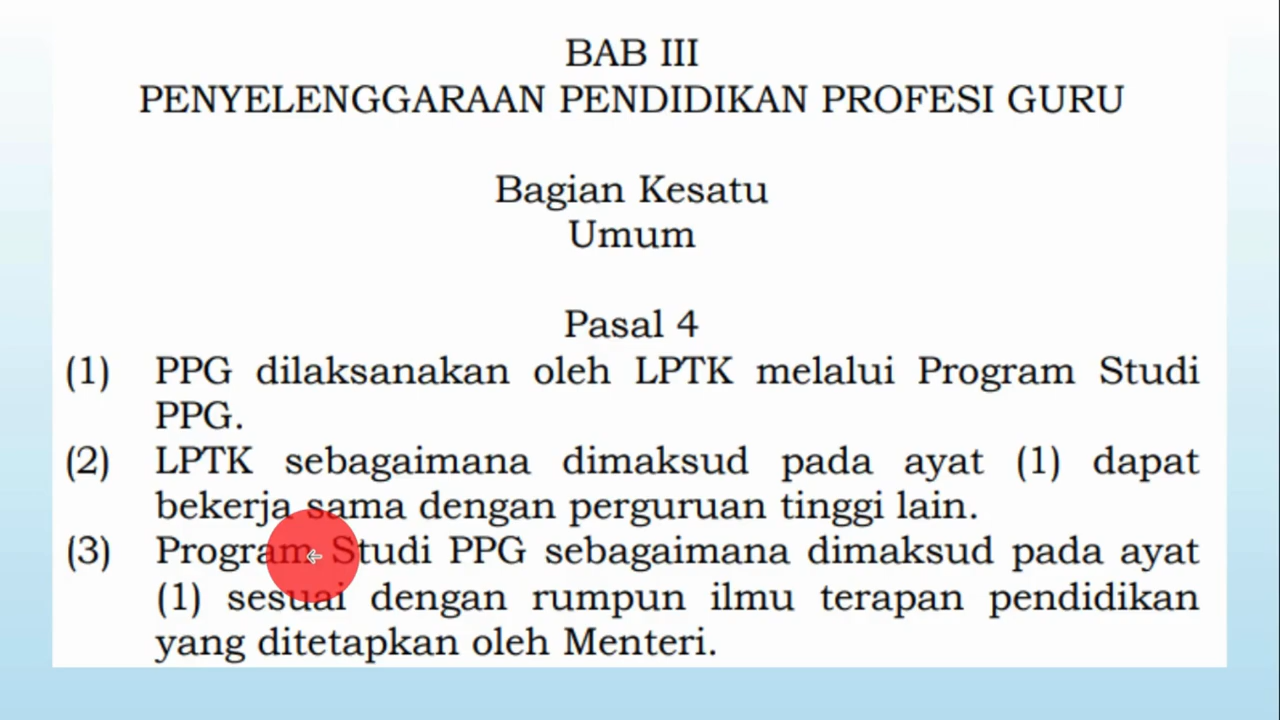 BAB III
PENYELENGGARAAN PENDIDIKAN PROFESI GURU
Bagian Kesatu
Umum
Pasal 4
(1) PPG dilaksanakan oleh LPTK melalui Program Studi
PPG.
(2) LPTK sebagaimana dimaksud pada ayat (1) dapat
bekerja sama dengan perguruan tinggi lain.
(3) Program Studi PPG sebagaimana dimaksud pada ayat
(1) sesuai dengan rumpun ilmu terapan pendidikan
yang ditetapkan oleh Menteri.